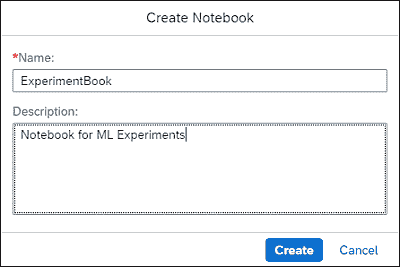 Create Notebook
*Name:
ExperimentBook
Description:
Notebook for ML Experiments
Create Cancel